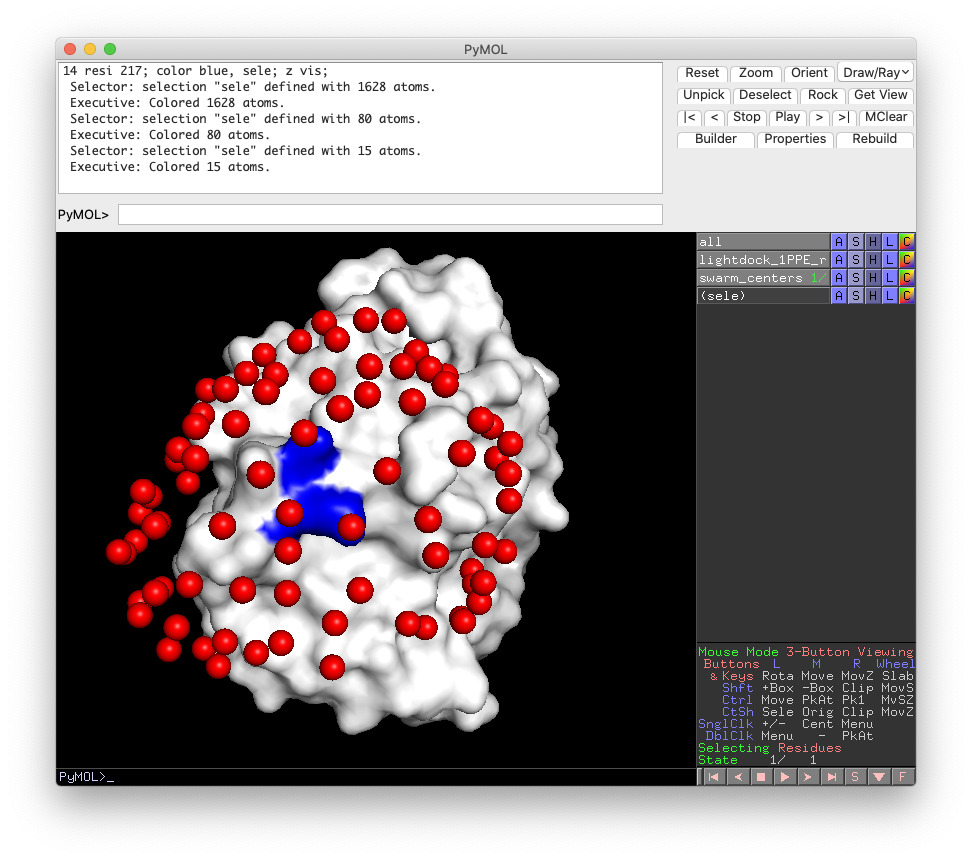 PyMOL
14 resi 217; color blue, sele; z vis;
Selector: selection "sele" defined with 1628 atoms.
Executive: Colored 1628 atoms.
Selector: selection "sele" defined with 80 atoms.
Executive: Colored 80 atoms.
Selector: selection "sele" defined with 15 atoms.
Executive: Colored 15 atoms.
Reset Zoom Orient Draw/Ray
Unpick Deselect Rock Get View
|< < Stop Play > >| MClear
Builder Properties Rebuild
PyMOL>
all A S H L C
lightdock_1PPE_r A S H L C
swarm_centers 1/ A S H L C
(sele) A S H L C
Mouse Mode 3-Button Viewing
Buttons L M R Wheel
& Keys Rota Move MovZ Slab
Shft +Box -Box Clip MovS
Ctrl Move PkAt Pk1 MvSZ
CtSh Sele Orig Clip MovZ
SnglClk +/- Cent Menu
DblClk Menu - PkAt
Selecting Residues
State 1/ 1
PyMOL>_
S F